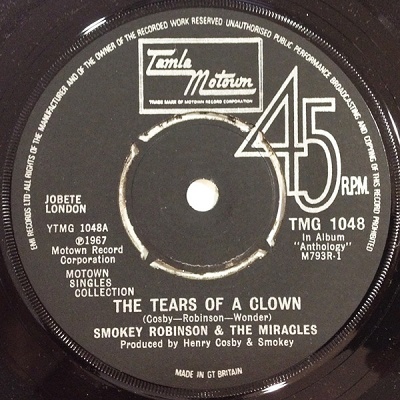 ALL RIGHTS OF THE MANUFACTURER AND OF THE OWNER OF THE RECORDED WORK RESERVED UNAUTHORISED PUBLIC PERFORMANCE BROADCASTING AND COPYING OF THIS RECORD PROHIBITED
EMI RECORDS LTD
Tamla
Motown
TRADE MARK OF MOTOWN RECORD CORPORATION
45
R.P.M.
JOBETE
LONDON
YTMG 1048A
℗1967
Motown Record
Corporation
MOTOWN
SINGLES
COLLECTION
TMG 1048
In Album
"Anthology"
M793R-1
THE TEARS OF A CLOWN
(Cosby-Robinson-Wonder)
SMOKEY ROBINSON & THE MIRACLES
Produced by Henry Cosby & Smokey
MADE IN GT BRITAIN